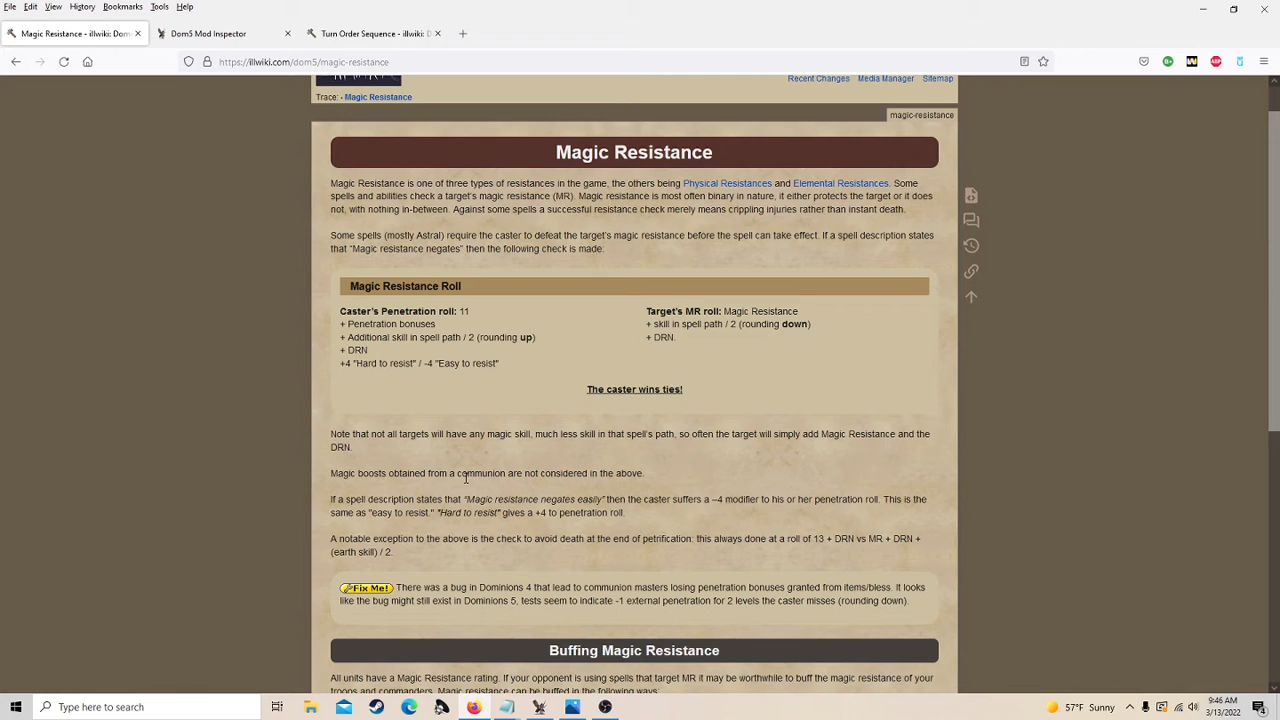 File Edit View History Bookmarks Tools Help
Magic Resistance - illwiki: Dom
Dom5 Mod Inspector
Turn Order Sequence - illwiki: D
https://illwiki.com/dom5/magic-resistance
Recent Changes Media Manager Sitemap
Trace: • Magic Resistance
magic-resistance
Magic Resistance
Magic Resistance is one of three types of resistances in the game, the others being Physical Resistances and Elemental Resistances. Some
spells and abilities check a target's magic resistance (MR). Magic resistance is most often binary in nature, it either protects the target or it does
not, with nothing in-between. Against some spells a successful resistance check merely means crippling injuries rather than instant death.
Some spells (mostly Astral) require the caster to defeat the target's magic resistance before the spell can take effect. If a spell description states
that "Magic resistance negates" then the following check is made:
Magic Resistance Roll
Caster's Penetration roll: 11
+ Penetration bonuses
+ Additional skill in spell path / 2 (rounding up)
+ DRN
+4 "Hard to resist" / -4 "Easy to resist"
Target's MR roll: Magic Resistance
+ skill in spell path / 2 (rounding down)
+ DRN.
The caster wins ties!
Note that not all targets will have any magic skill, much less skill in that spell's path, so often the target will simply add Magic Resistance and the
DRN.
Magic boosts obtained from a communion are not considered in the above.
If a spell description states that "Magic resistance negates easily" then the caster suffers a –4 modifier to his or her penetration roll. This is the
same as "easy to resist." "Hard to resist" gives a +4 to penetration roll.
A notable exception to the above is the check to avoid death at the end of petrification: this always done at a roll of 13 + DRN vs MR + DRN +
(earth skill) / 2.
Fix Me! There was a bug in Dominions 4 that lead to communion masters losing penetration bonuses granted from items/bless. It looks
like the bug might still exist in Dominions 5, tests seem to indicate -1 external penetration for 2 levels the caster misses (rounding down).
Buffing Magic Resistance
All units have a Magic Resistance rating. If your opponent is using spells that target MR it may be worthwhile to buff the magic resistance of your
troops and commanders. Magic resistance can be buffed in the following ways:
Type here to search
57°F Sunny
9:46 AM
3/13/2022